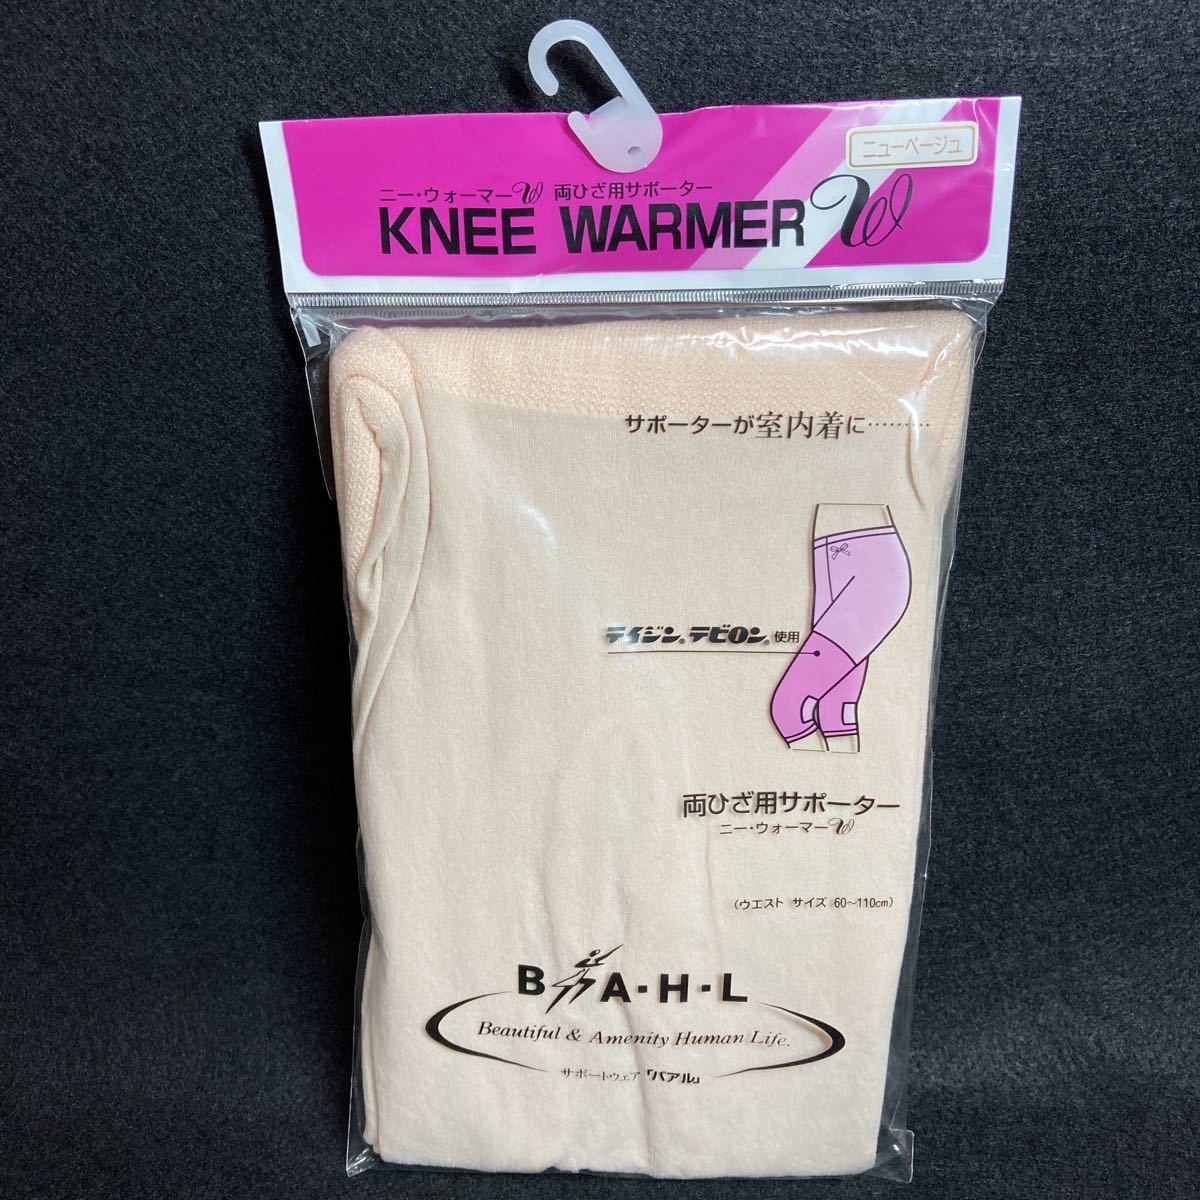 ニューベージュ
ニー・ウォーマーW 両ひざ用サポーター
KNEE WARMER W
サポーターが室内着に………
テイジン®テビロン®使用
両ひざ用サポーター
ニー・ウォーマーW
(ウエスト サイズ 60〜110cm)
B・A・H・L
Beautiful & Amenity Human Life.
サポートウェア「バアル」